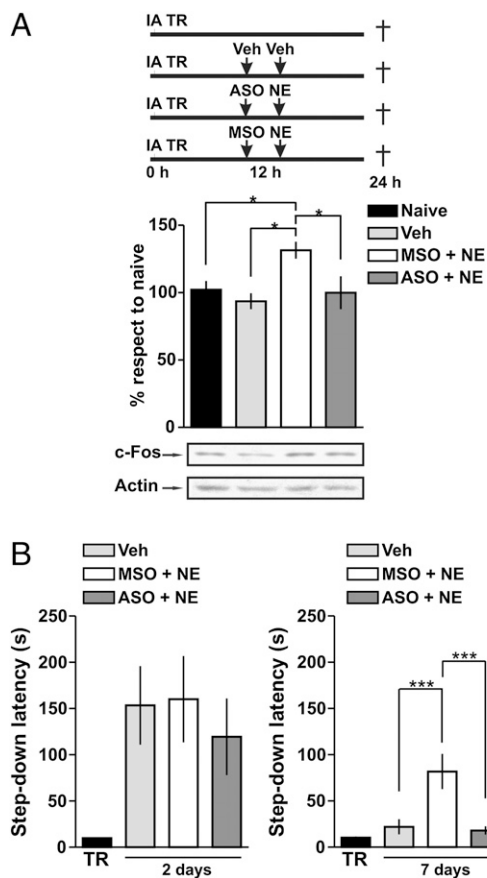 A
IA TR
Veh Veh
IA TR
ASO NE
IA TR
MSO NE
IA TR
0 h 12 h 24 h
* * *
Naive
Veh
MSO + NE
ASO + NE
% respect to naive
150
100
50
0
c-Fos
Actin
B
Veh
MSO + NE
ASO + NE
Step-down latency (s)
250
200
150
100
50
0
TR
2 days
Veh
MSO + NE
ASO + NE
Step-down latency (s)
250
200
150
100
50
0
***
***
TR
7 days